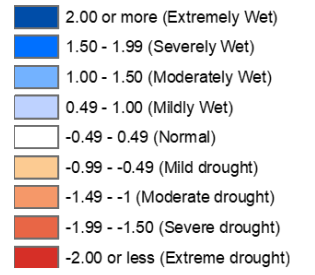 2.00 or more (Extremely Wet)
1.50 - 1.99 (Severely Wet)
1.00 - 1.50 (Moderately Wet)
0.49 - 1.00 (Mildly Wet)
-0.49 - 0.49 (Normal)
-0.99 - -0.49 (Mild drought)
-1.49 - -1 (Moderate drought)
-1.99 - -1.50 (Severe drought)
-2.00 or less (Extreme drought)